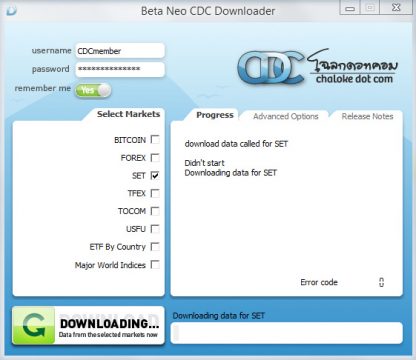 Beta Neo CDC Downloader
username CDCmember
password **************
remember me Yes
CDC โฉลกดอทคอม
chaloke dot com
Select Markets
BITCOIN
FOREX
SET
TFEX
TOCOM
USFU
ETF By Country
Major World Indices
Progress Advanced Options Release Notes
download data called for SET
Didn't start
Downloading data for SET
Error code 0
DOWNLOADING...
Data from the selected markets now
Downloading data for SET